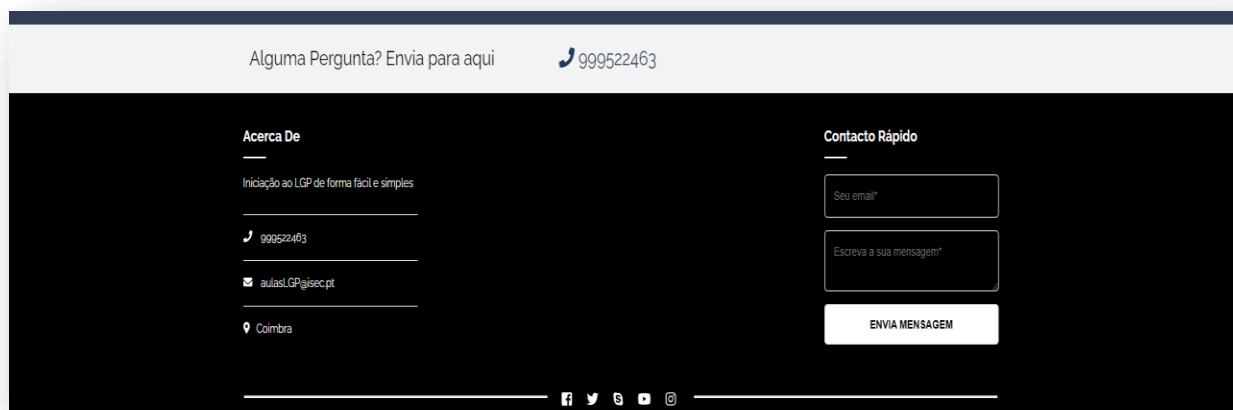 Alguma Pergunta? Envia para aqui
999522463
Acerca De
Iniciação ao LGP de forma fácil e simples
999522463
aulasLGP@isec.pt
Coimbra
Contacto Rápido
Seu email*
Escreva a sua mensagem*
ENVIA MENSAGEM